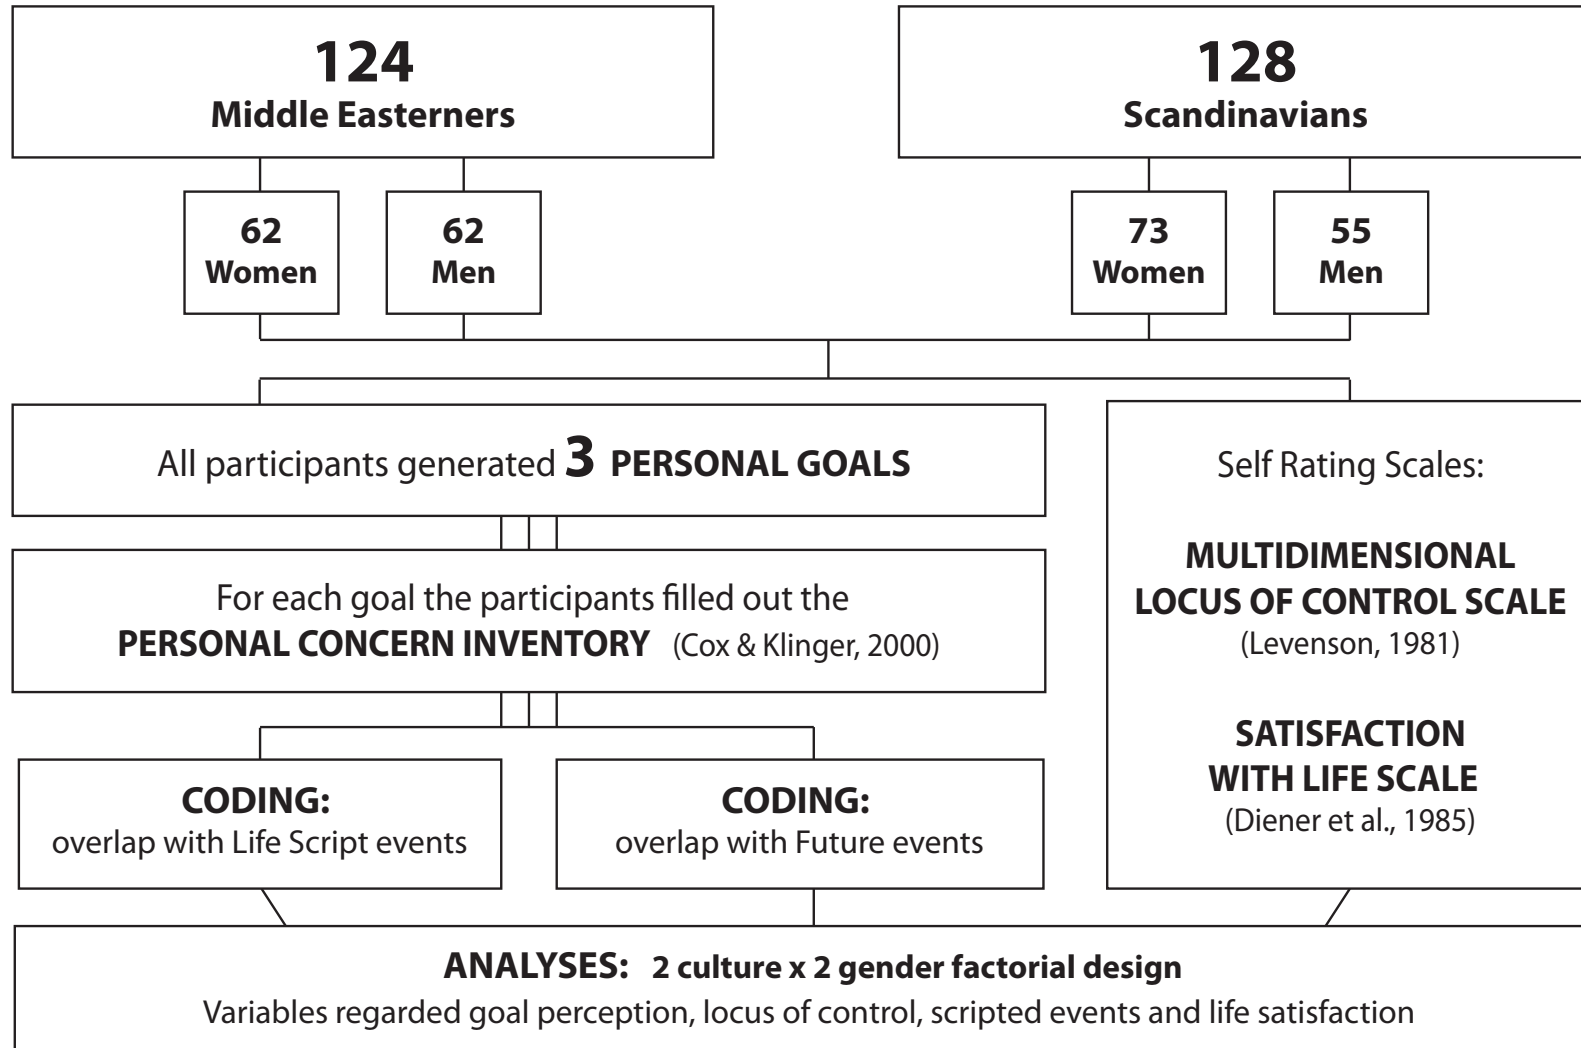 124
Middle Easterners
128
Scandinavians
62
Women
62
Men
73
Women
55
Men
All participants generated 3 PERSONAL GOALS
For each goal the participants filled out the
PERSONAL CONCERN INVENTORY (Cox & Klinger, 2000)
CODING:
overlap with Life Script events
CODING:
overlap with Future events
Self Rating Scales:
MULTIDIMENSIONAL
LOCUS OF CONTROL SCALE
(Levenson, 1981)
SATISFACTION
WITH LIFE SCALE
(Diener et al., 1985)
ANALYSES: 2 culture x 2 gender factorial design
Variables regarded goal perception, locus of control, scripted events and life satisfaction